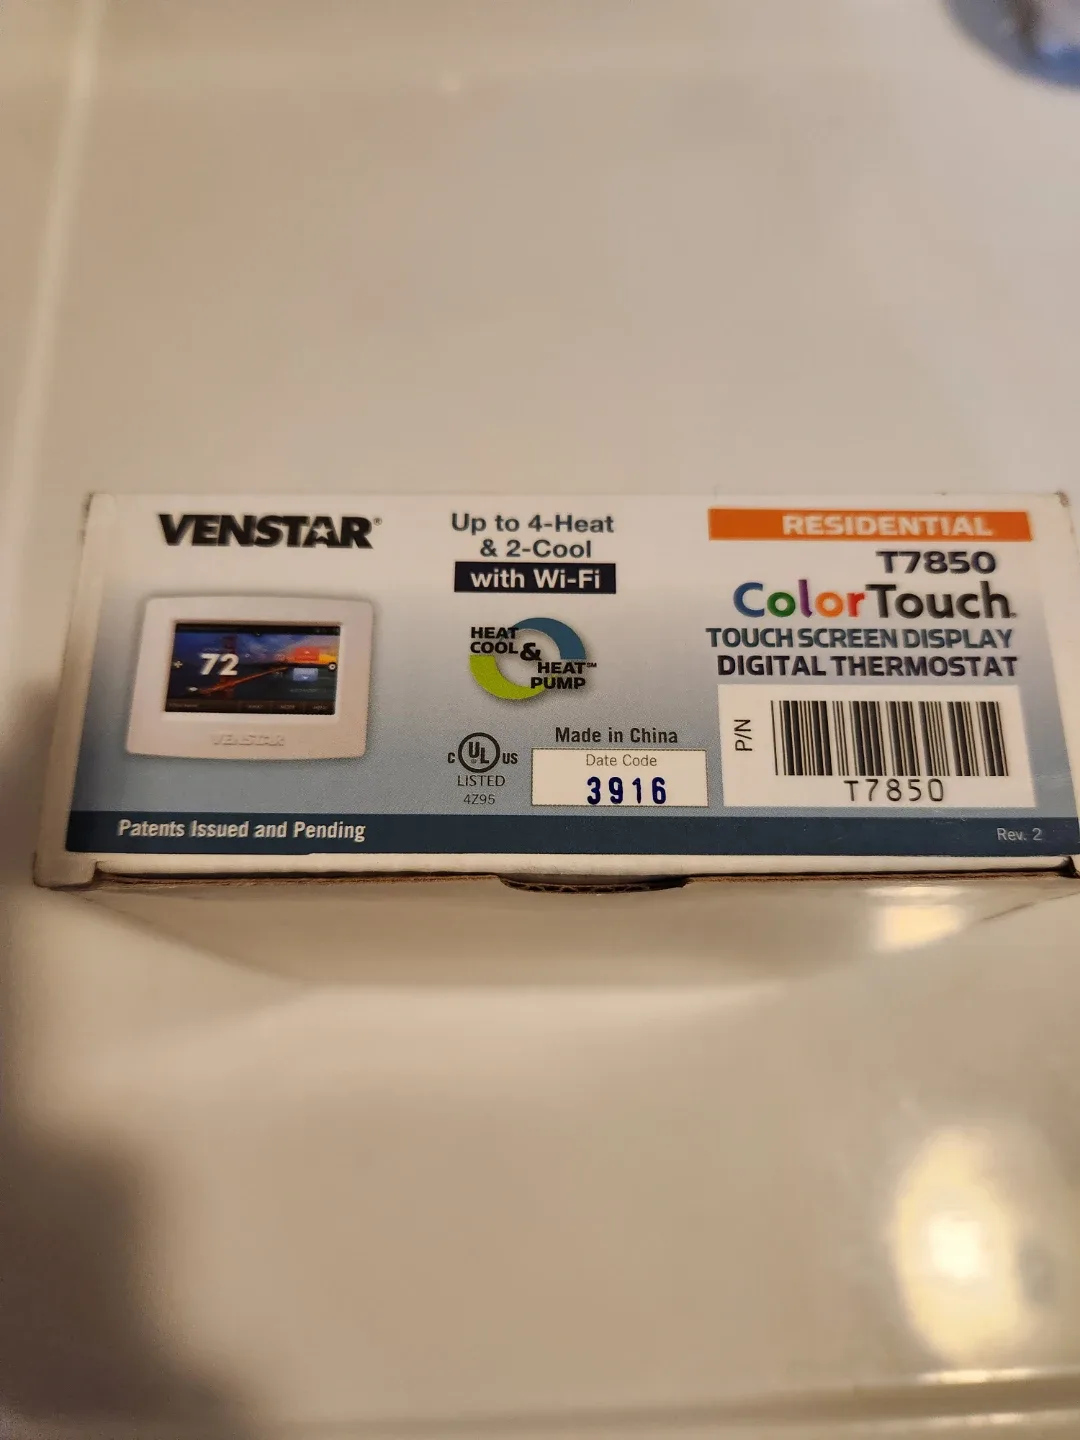 VENSTAR®
Up to 4-Heat
& 2-Cool
with Wi-Fi
RESIDENTIAL
T7850
ColorTouch
TOUCH SCREEN DISPLAY
DIGITAL THERMOSTAT
72
VENSTAR
HEAT
COOL &
HEAT℠
PUMP
C UL US
LISTED
4Z95
Made in China
Date Code
3916
P/N
T7850
Patents Issued and Pending
Rev. 2